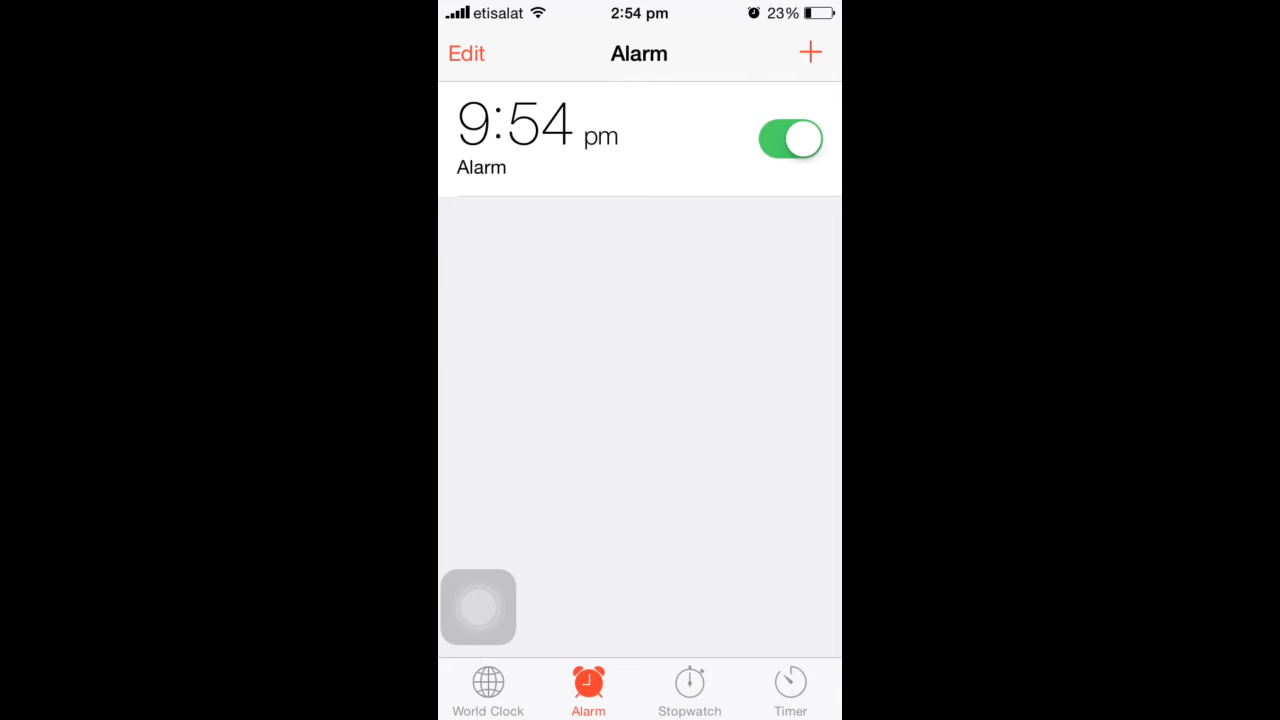 etisalat 2:54 pm 23%
Edit Alarm +
9:54 pm
Alarm
World Clock Alarm Stopwatch Timer